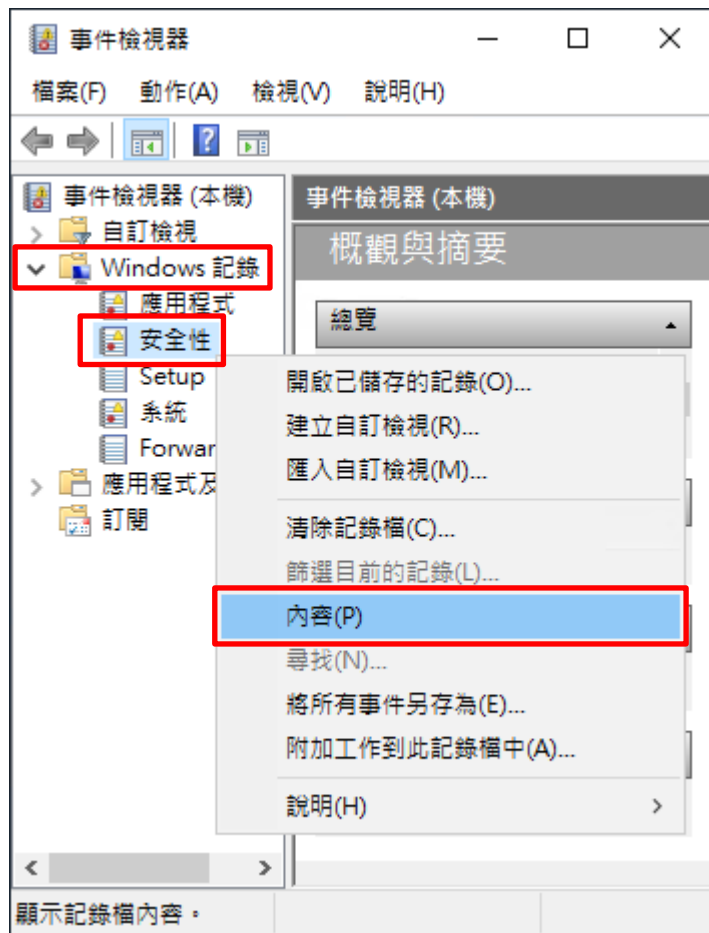 事件檢視器
檔案(F) 動作(A) 檢視(V) 說明(H)
事件檢視器 (本機)
自訂檢視
Windows 記錄
應用程式
安全性
Setup
系統
Forwar
應用程式及
訂閱
事件檢視器 (本機)
概觀與摘要
總覽
開啟已儲存的記錄(O)...
建立自訂檢視(R)...
匯入自訂檢視(M)...
清除記錄檔(C)...
篩選目前的記錄(L)...
內容(P)
尋找(N)...
將所有事件另存為(E)...
附加工作到此記錄檔中(A)...
說明(H)
顯示記錄檔內容。